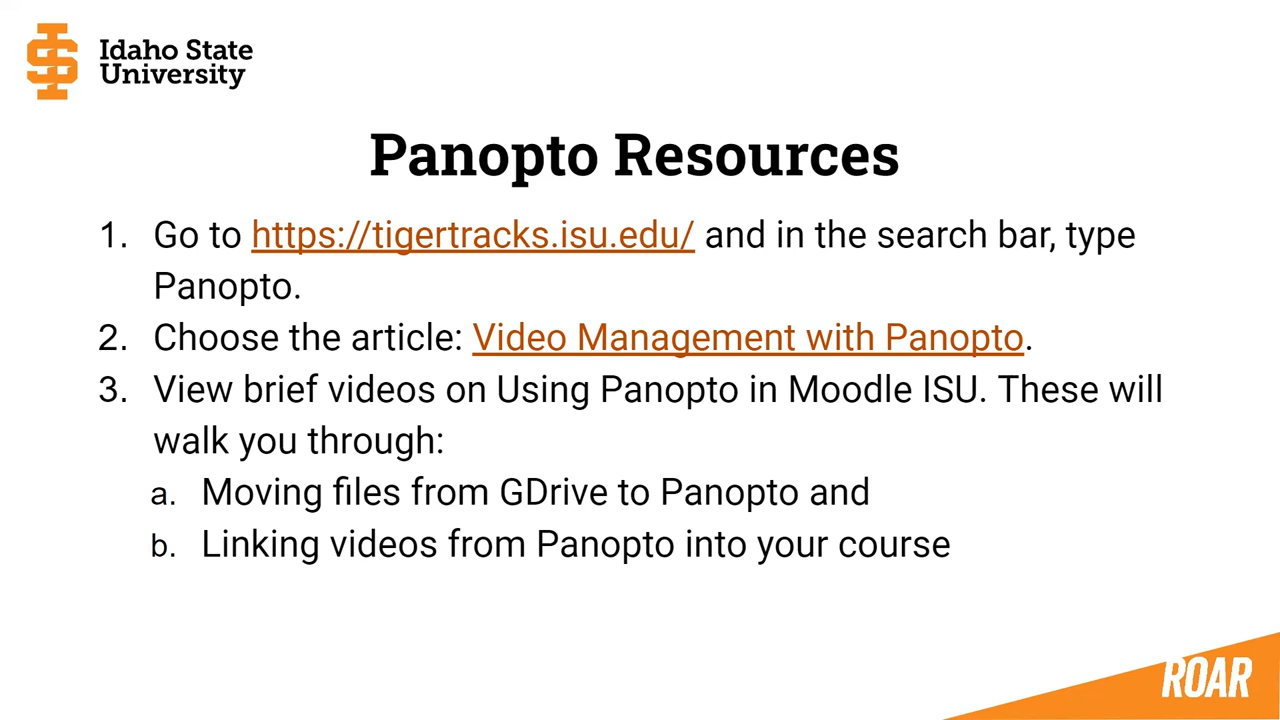 Idaho State
University
Panopto Resources
1. Go to https://tigertracks.isu.edu/ and in the search bar, type
Panopto.
2. Choose the article: Video Management with Panopto.
3. View brief videos on Using Panopto in Moodle ISU. These will
walk you through:
a. Moving files from GDrive to Panopto and
b. Linking videos from Panopto into your course
ROAR